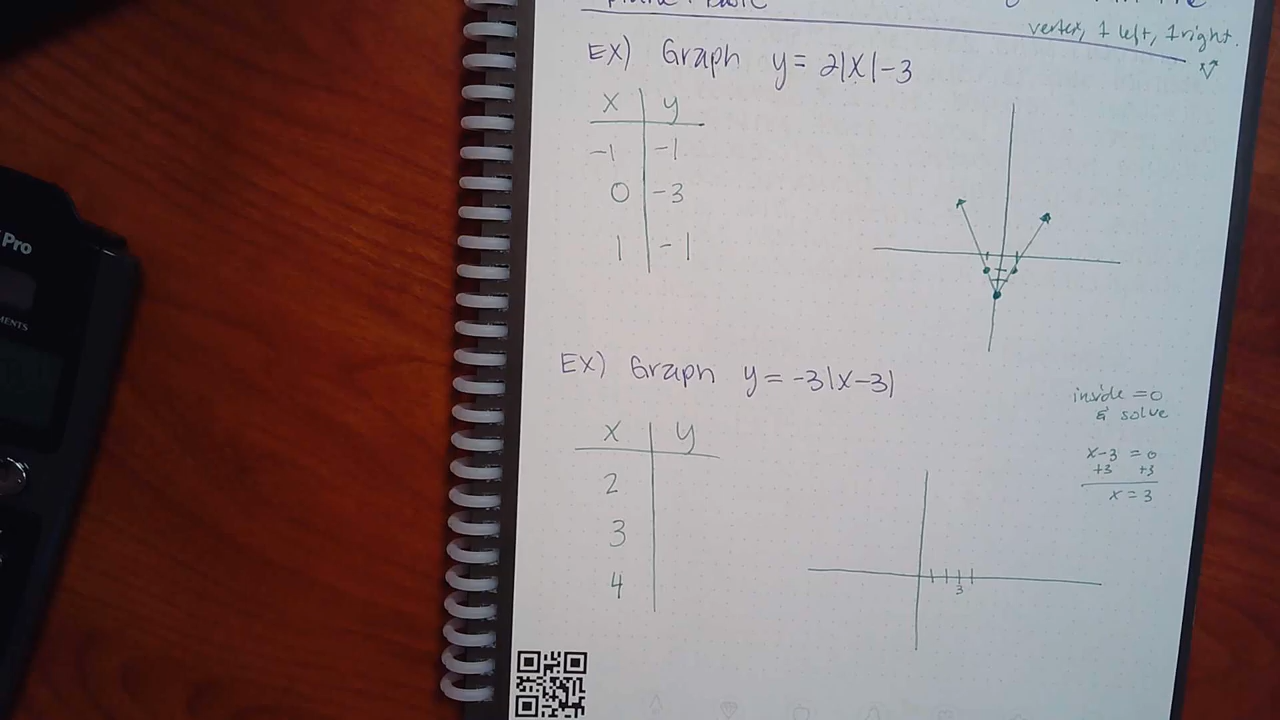 vertex, 1 left, 1 right.
EX) Graph y = 2|x|-3
x y
-1 -1
0 -3
1 -1
EX) Graph y = -3|x-3|
inside = 0
& solve
x y
x-3 = 0
+3 +3
x = 3
2
3
4
3
Pro